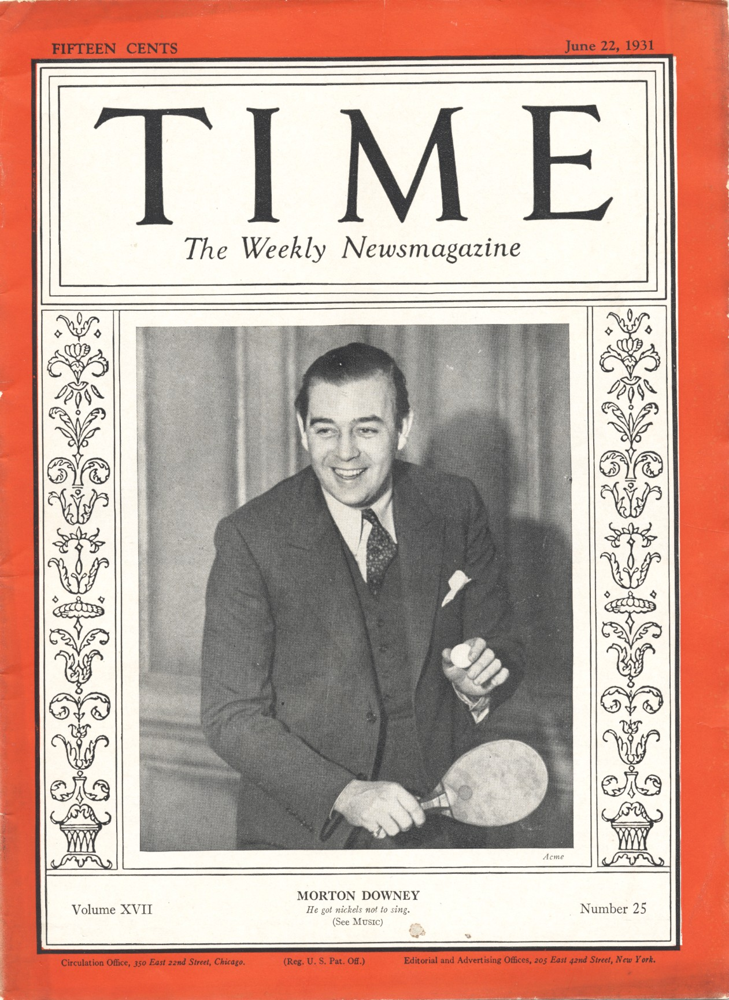 FIFTEEN CENTS
June 22, 1931
TIME
The Weekly Newsmagazine
Acme
MORTON DOWNEY
He got nickels not to sing.
(See MUSIC)
Volume XVII
Number 25
Circulation Office, 350 East 22nd Street, Chicago.
(Reg. U. S. Pat. Off.)
Editorial and Advertising Offices, 205 East 42nd Street, New York.